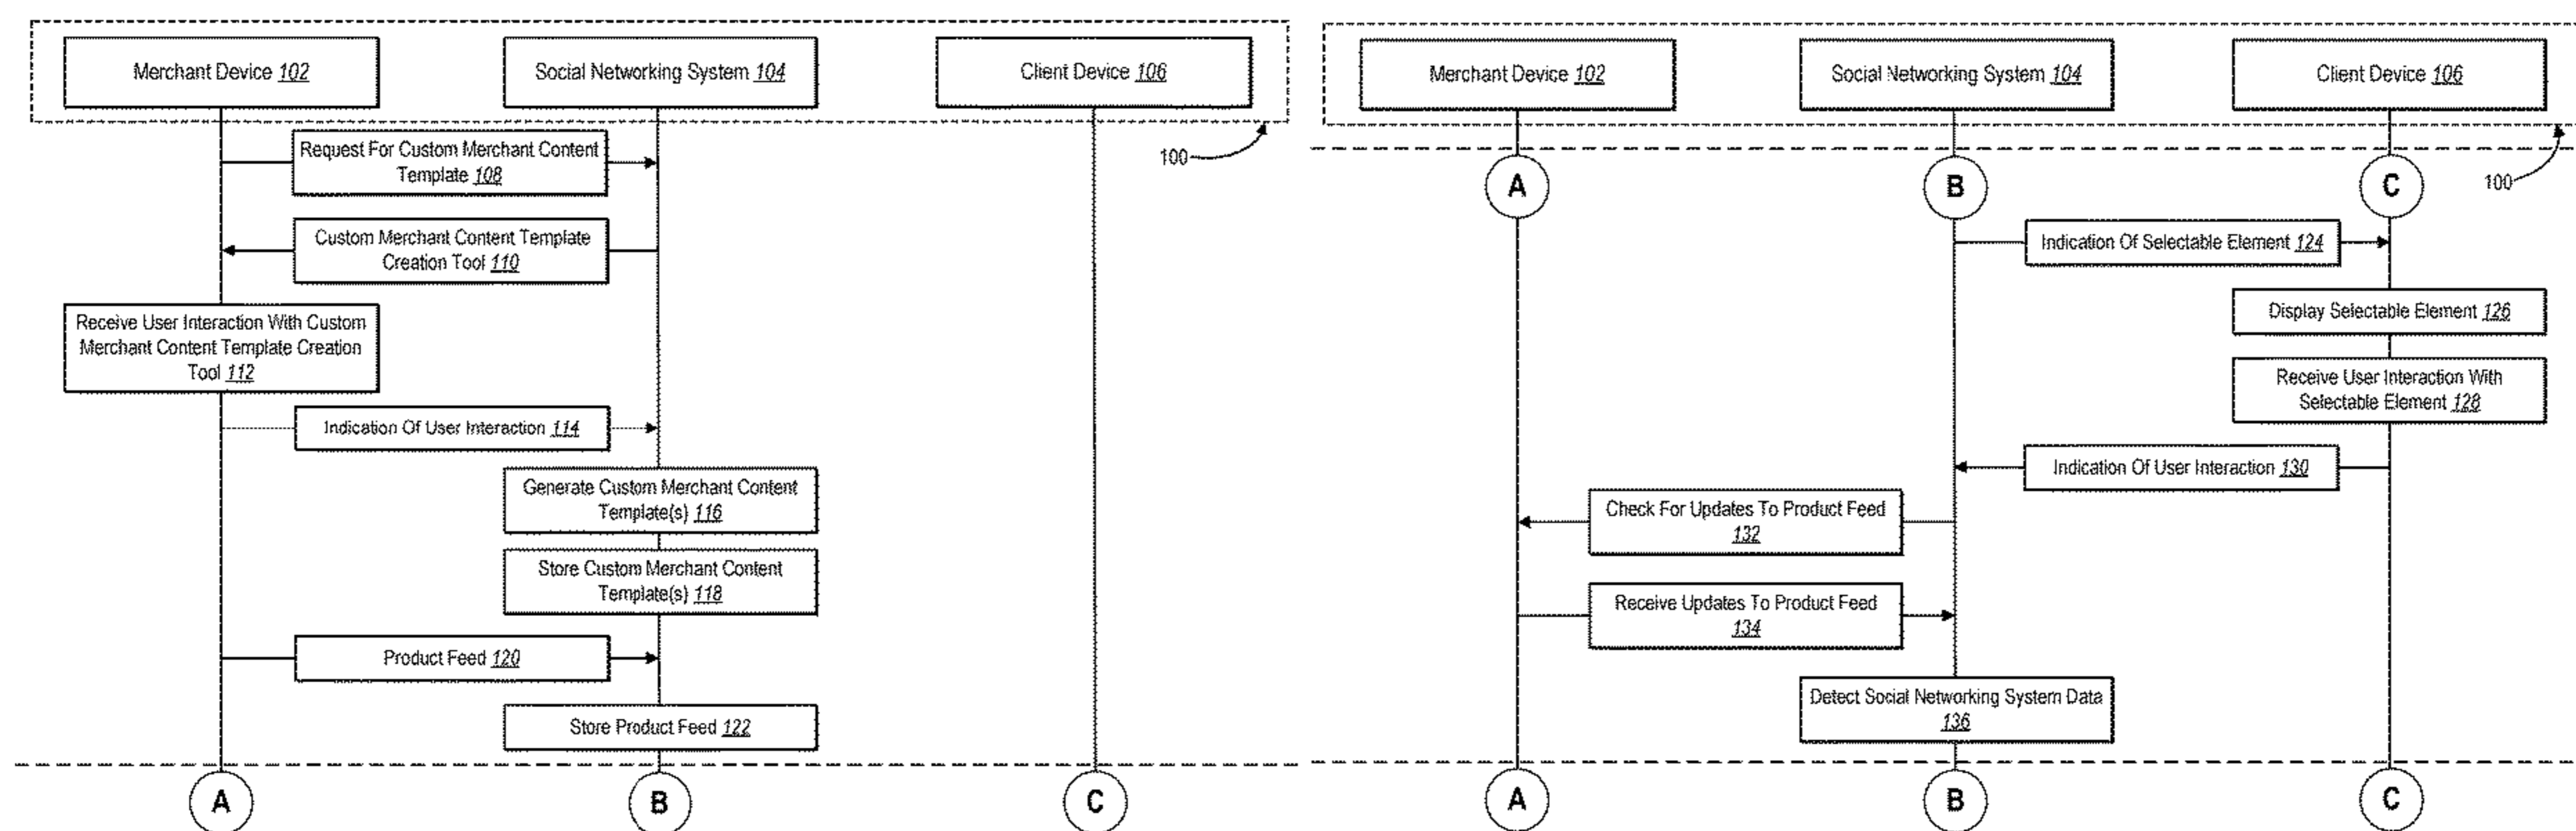 Merchant Device 102
Social Networking System 104
Client Device 106
100
Request For Custom Merchant Content
Template 108
Custom Merchant Content Template
Creation Tool 110
Receive User Interaction With Custom
Merchant Content Template Creation
Tool 112
Indication Of User Interaction 114
Generate Custom Merchant Content
Template(s) 116
Store Custom Merchant Content
Template(s) 118
Product Feed 120
Store Product Feed 122
A
B
C
Merchant Device 102
Social Networking System 104
Client Device 106
100
A
B
C
Indication Of Selectable Element 124
Display Selectable Element 126
Receive User Interaction With
Selectable Element 128
Indication Of User Interaction 130
Check For Updates To Product Feed
132
Receive Updates To Product Feed
134
Detect Social Networking System Data
136
A
B
C